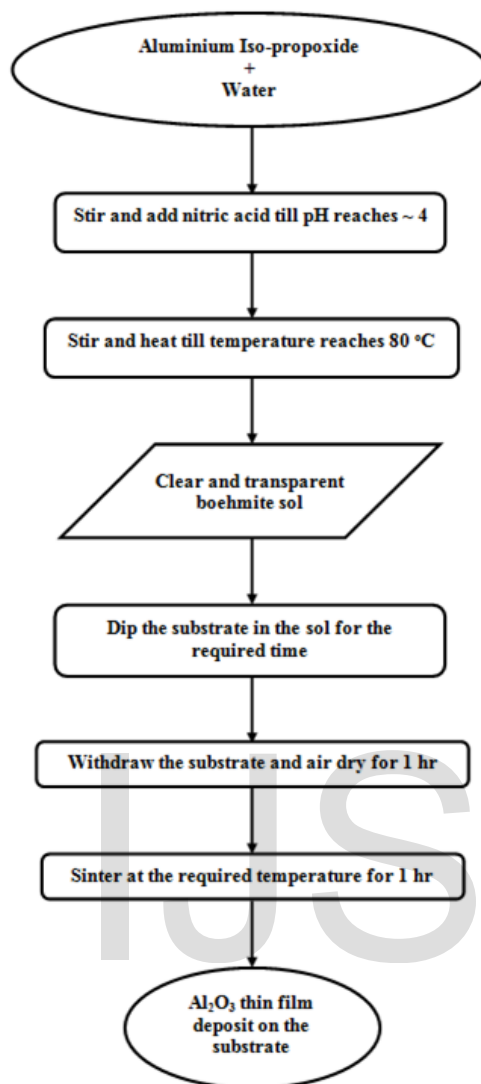 Aluminium Iso-propoxide
+
Water
Stir and add nitric acid till pH reaches ~ 4
Stir and heat till temperature reaches 80 °C
Clear and transparent
boehmite sol
Dip the substrate in the sol for the
required time
Withdraw the substrate and air dry for 1 hr
Sinter at the required temperature for 1 hr
Al₂O₃ thin film
deposit on the
substrate
IJS